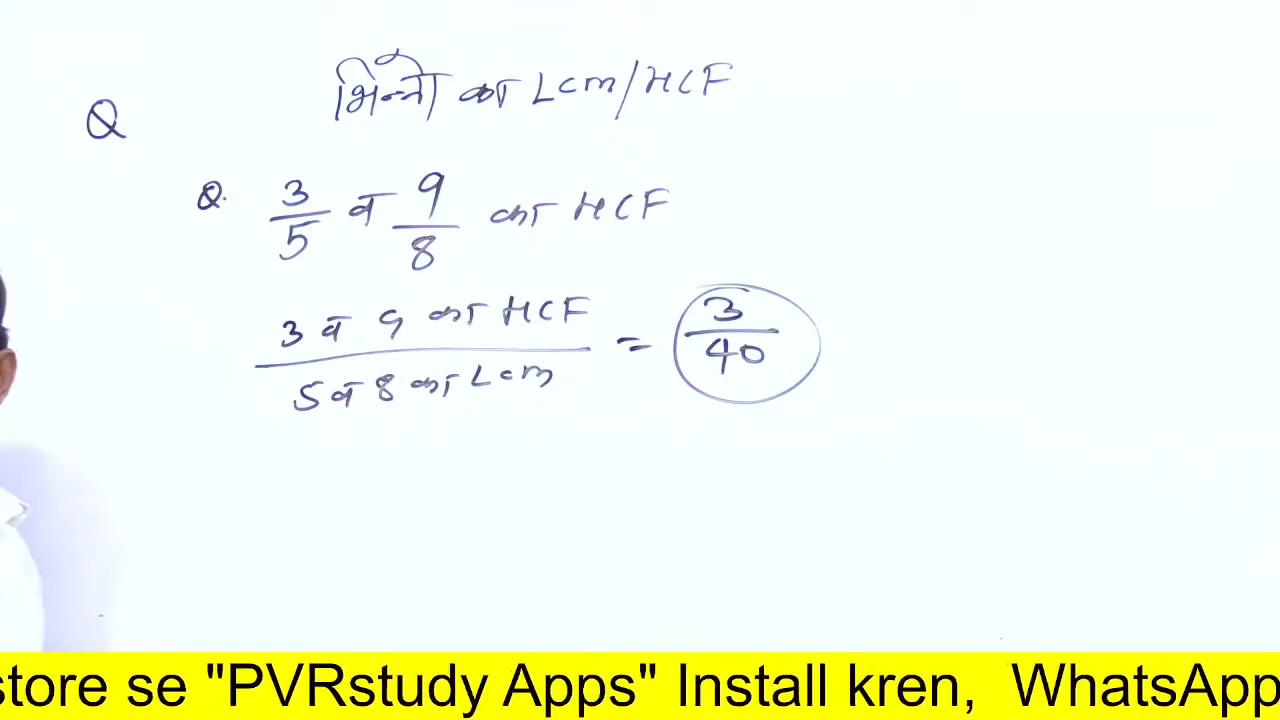 भिन्नों का Lcm/HCF
Q
Q. 3/5 व 9/8 का HCF
3 व 9 का HCF / 5 व 8 का Lcm = 3/40
store se "PVRstudy Apps" Install kren, WhatsApp